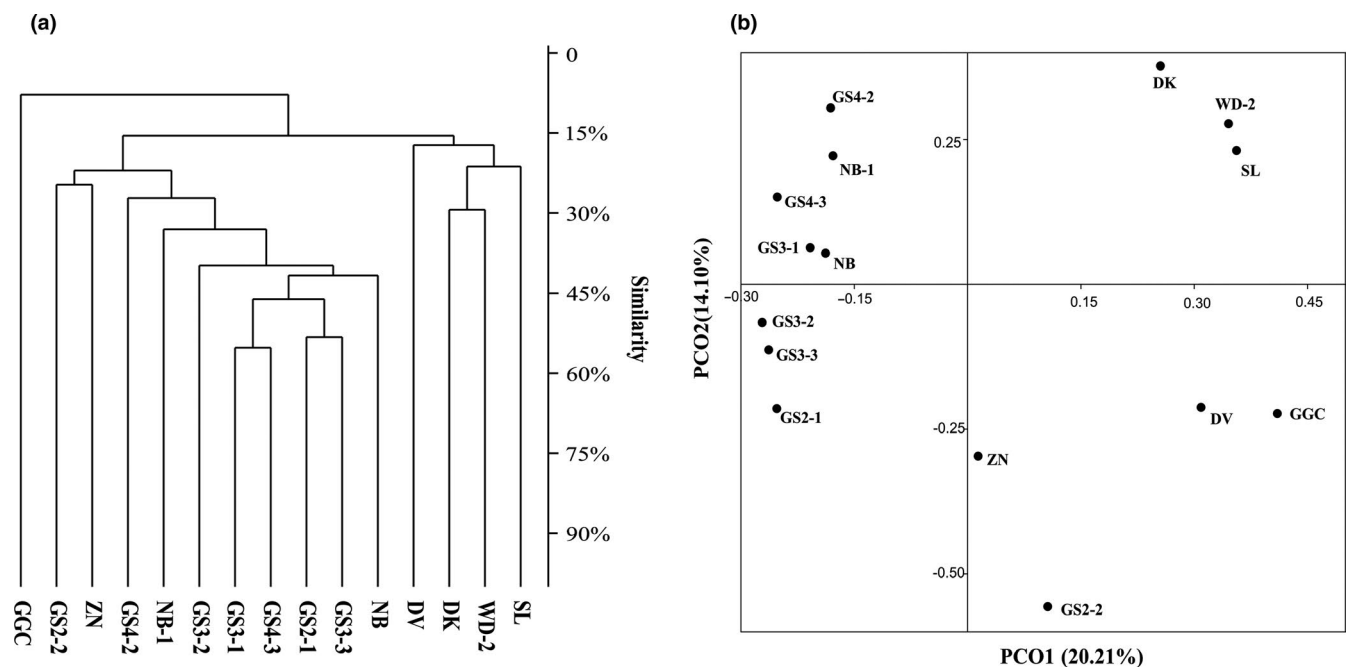 (a)
0
15%
30%
45%
60%
75%
90%
Similarity
GGC
GS2-2
ZN
GS4-2
NB-1
GS3-2
GS3-1
GS4-3
GS2-1
GS3-3
NB
DV
DK
WD-2
SL
(b)
DK
GS4-2
WD-2
0.25
SL
NB-1
GS4-3
GS3-1
NB
−0.30
−0.15
0.15
0.30
0.45
GS3-2
GS3-3
GS2-1
DV
GGC
-0.25
ZN
-0.50
GS2-2
PCO2(14.10%)
PCO1 (20.21%)